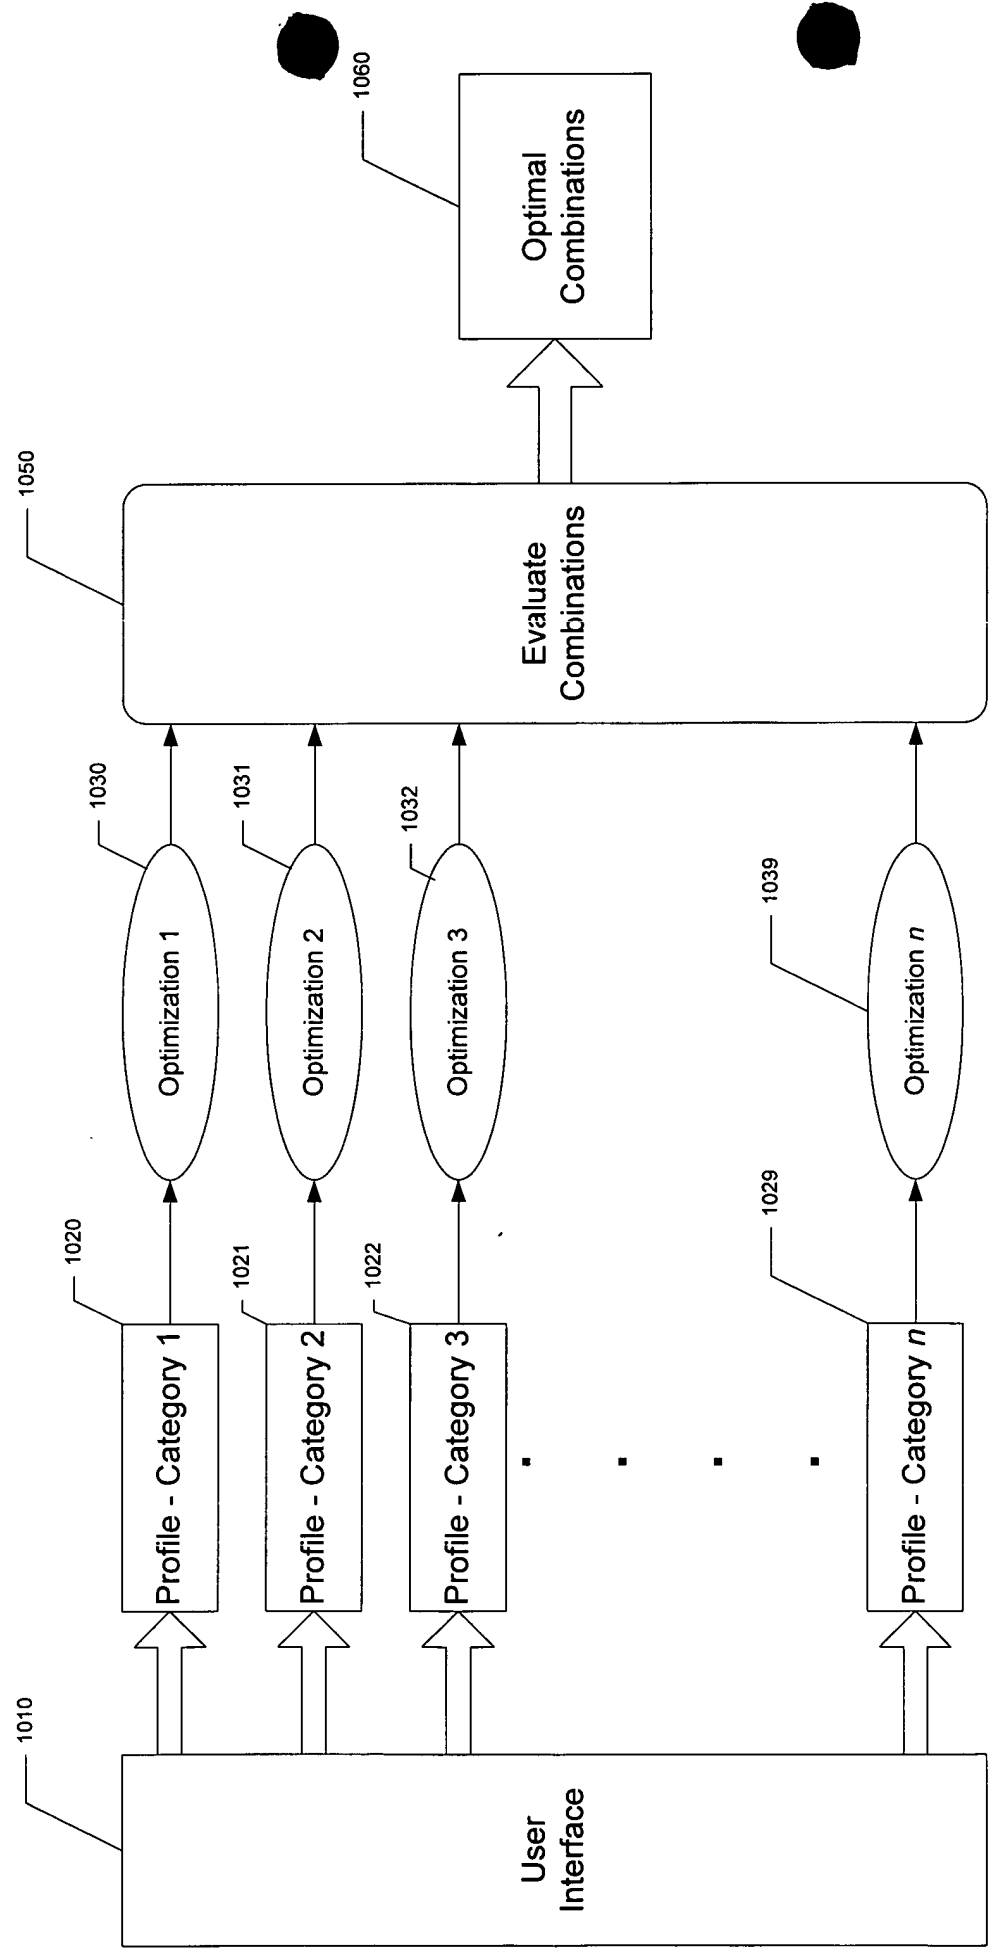 1010
User
Interface
1020
Profile - Category 1
1021
Profile - Category 2
1022
Profile - Category 3
1029
Profile - Category n
1030
Optimization 1
1031
Optimization 2
1032
Optimization 3
1039
Optimization n
1050
Evaluate
Combinations
1060
Optimal
Combinations